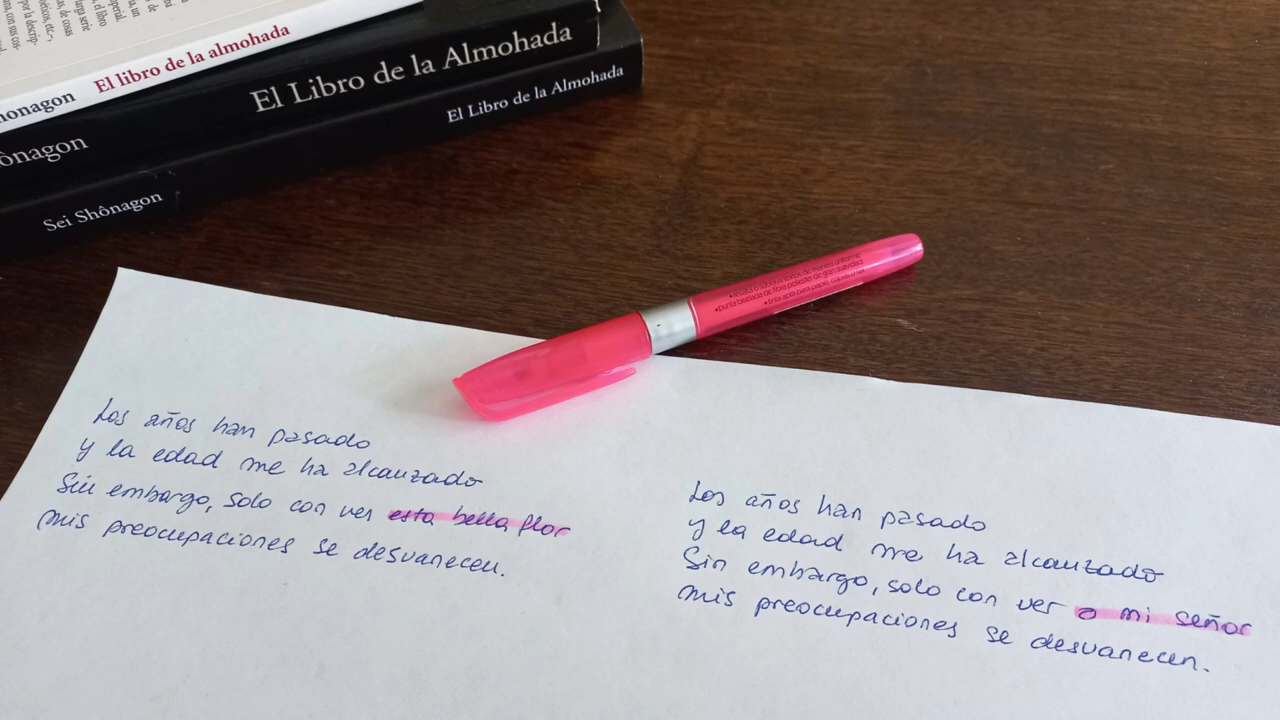 El libro de la almohada
El Libro de la Almohada
El Libro de la Almohada
Sei Shônagon
Los años han pasado
y la edad me ha alcanzado
Sin embargo, solo con ver esta bella flor
mis preocupaciones se desvanecen.
Los años han pasado
y la edad me ha alcanzado
Sin embargo, solo con ver a mi señor
mis preocupaciones se desvanecen.